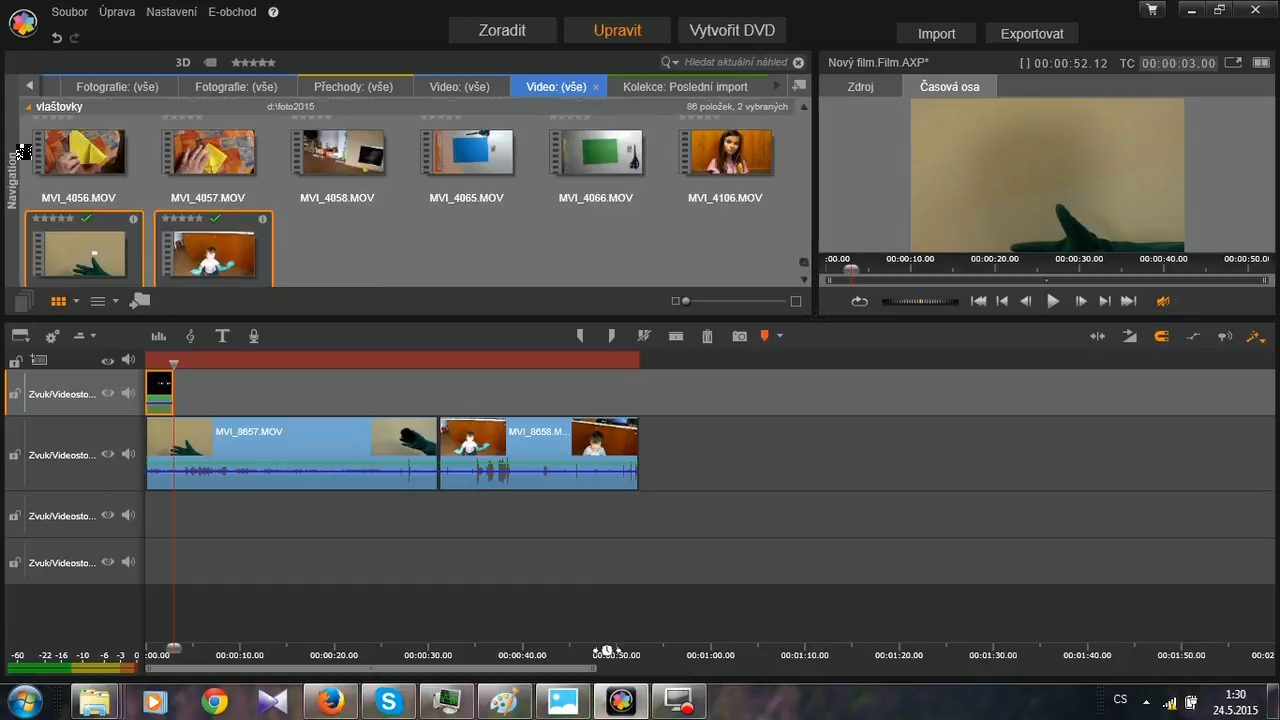 Soubor Úprava Nastavení E-obchod ?
Zoradit Upravit Vytvořit DVD Import Exportovat
3D Hledat aktuální náhled Nový film.Film.AXP* [ ] 00:00:52.12 TC 00:00:03.00
Fotografie: (vše) Fotografie: (vše) Přechody: (vše) Video: (vše) Video: (vše) × Kolekce: Poslední import Zdroj Časová osa
vlaštovky d:\foto2015 86 položek, 2 vybraných
Navigation
MVI_4056.MOV MVI_4057.MOV MVI_4058.MOV MVI_4065.MOV MVI_4066.MOV MVI_4106.MOV
:00.00 00:00:10.00 00:00:20.00 00:00:30.00 00:00:40.00 00:00:50.0
Zvuk/Videosto...
Zvuk/Videosto... MVI_8657.MOV MVI_8658.M...
Zvuk/Videosto...
Zvuk/Videosto...
-60 -22 -16 -10 -6 -3 0 :00.00 00:00:10.00 00:00:20.00 00:00:30.00 00:00:40.00 00:00:50.00 00:01:00.00 00:01:10.00 00:01:20.00 00:01:30.00 00:01:40.00 00:01:50.00 00:02
CS 1:30
24.5.2015